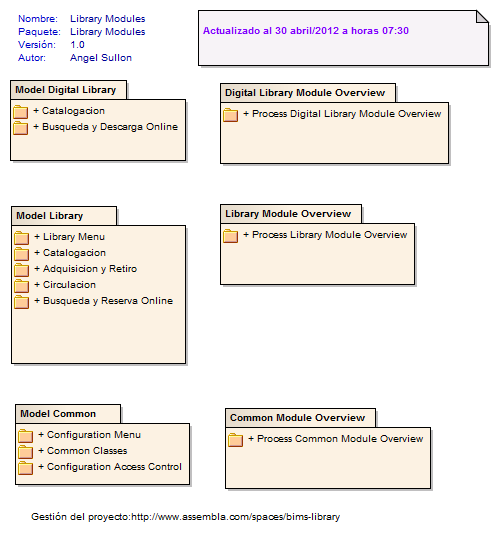 Nombre: Library Modules
Paquete: Library Modules
Versión: 1.0
Autor: Angel Sullon
Actualizado al 30 abril/2012 a horas 07:30
Model Digital Library
+ Catalogacion
+ Busqueda y Descarga Online
Digital Library Module Overview
+ Process Digital Library Module Overview
Model Library
+ Library Menu
+ Catalogacion
+ Adquisicion y Retiro
+ Circulacion
+ Busqueda y Reserva Online
Library Module Overview
+ Process Library Module Overview
Model Common
+ Configuration Menu
+ Common Classes
+ Configuration Access Control
Common Module Overview
+ Process Common Module Overview
Gestión del proyecto:http://www.assembla.com/spaces/bims-library